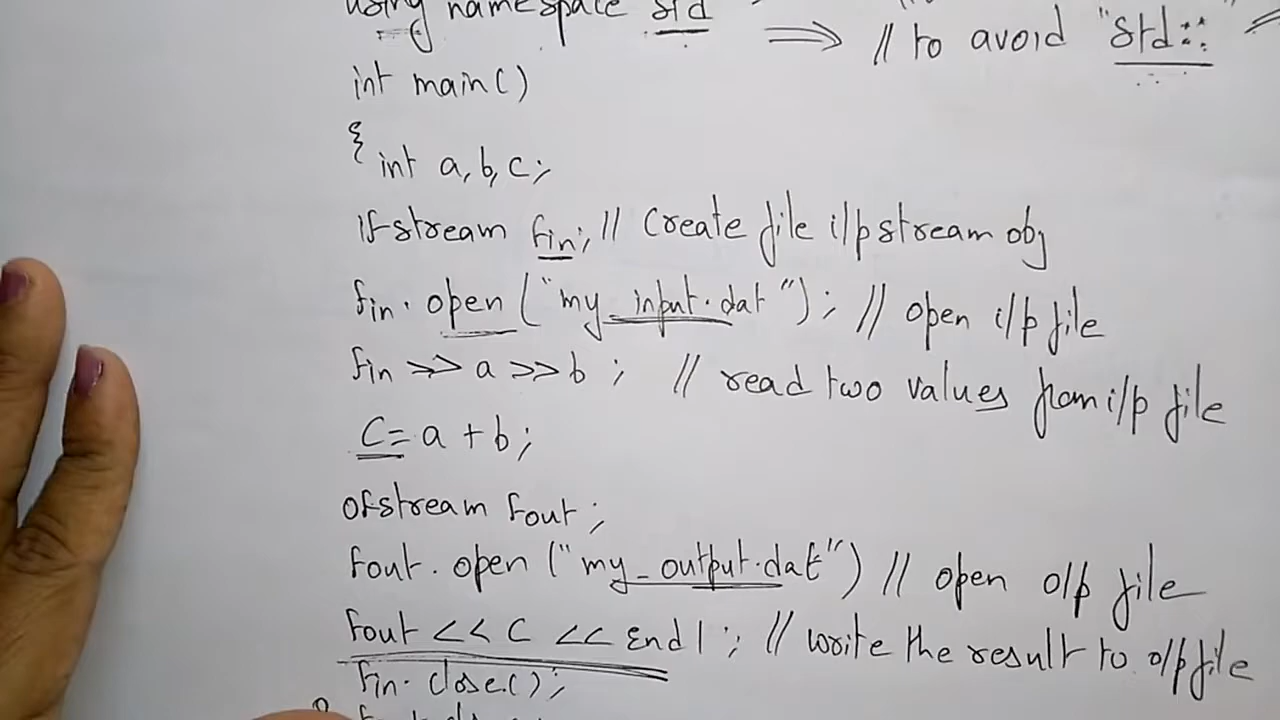 using namespace std ⟹ // to avoid "std::"
int main()
{ int a,b,c;
ifstream fin; // Create file i/p stream obj
fin.open("my_input.dat"); // open i/p file
fin >> a >> b ; // read two values from i/p file
C = a + b;
ofstream fout ;
fout.open("my_output.dat") // open o/p file
fout << c << endl ; // write the result to o/p file
fin.close();